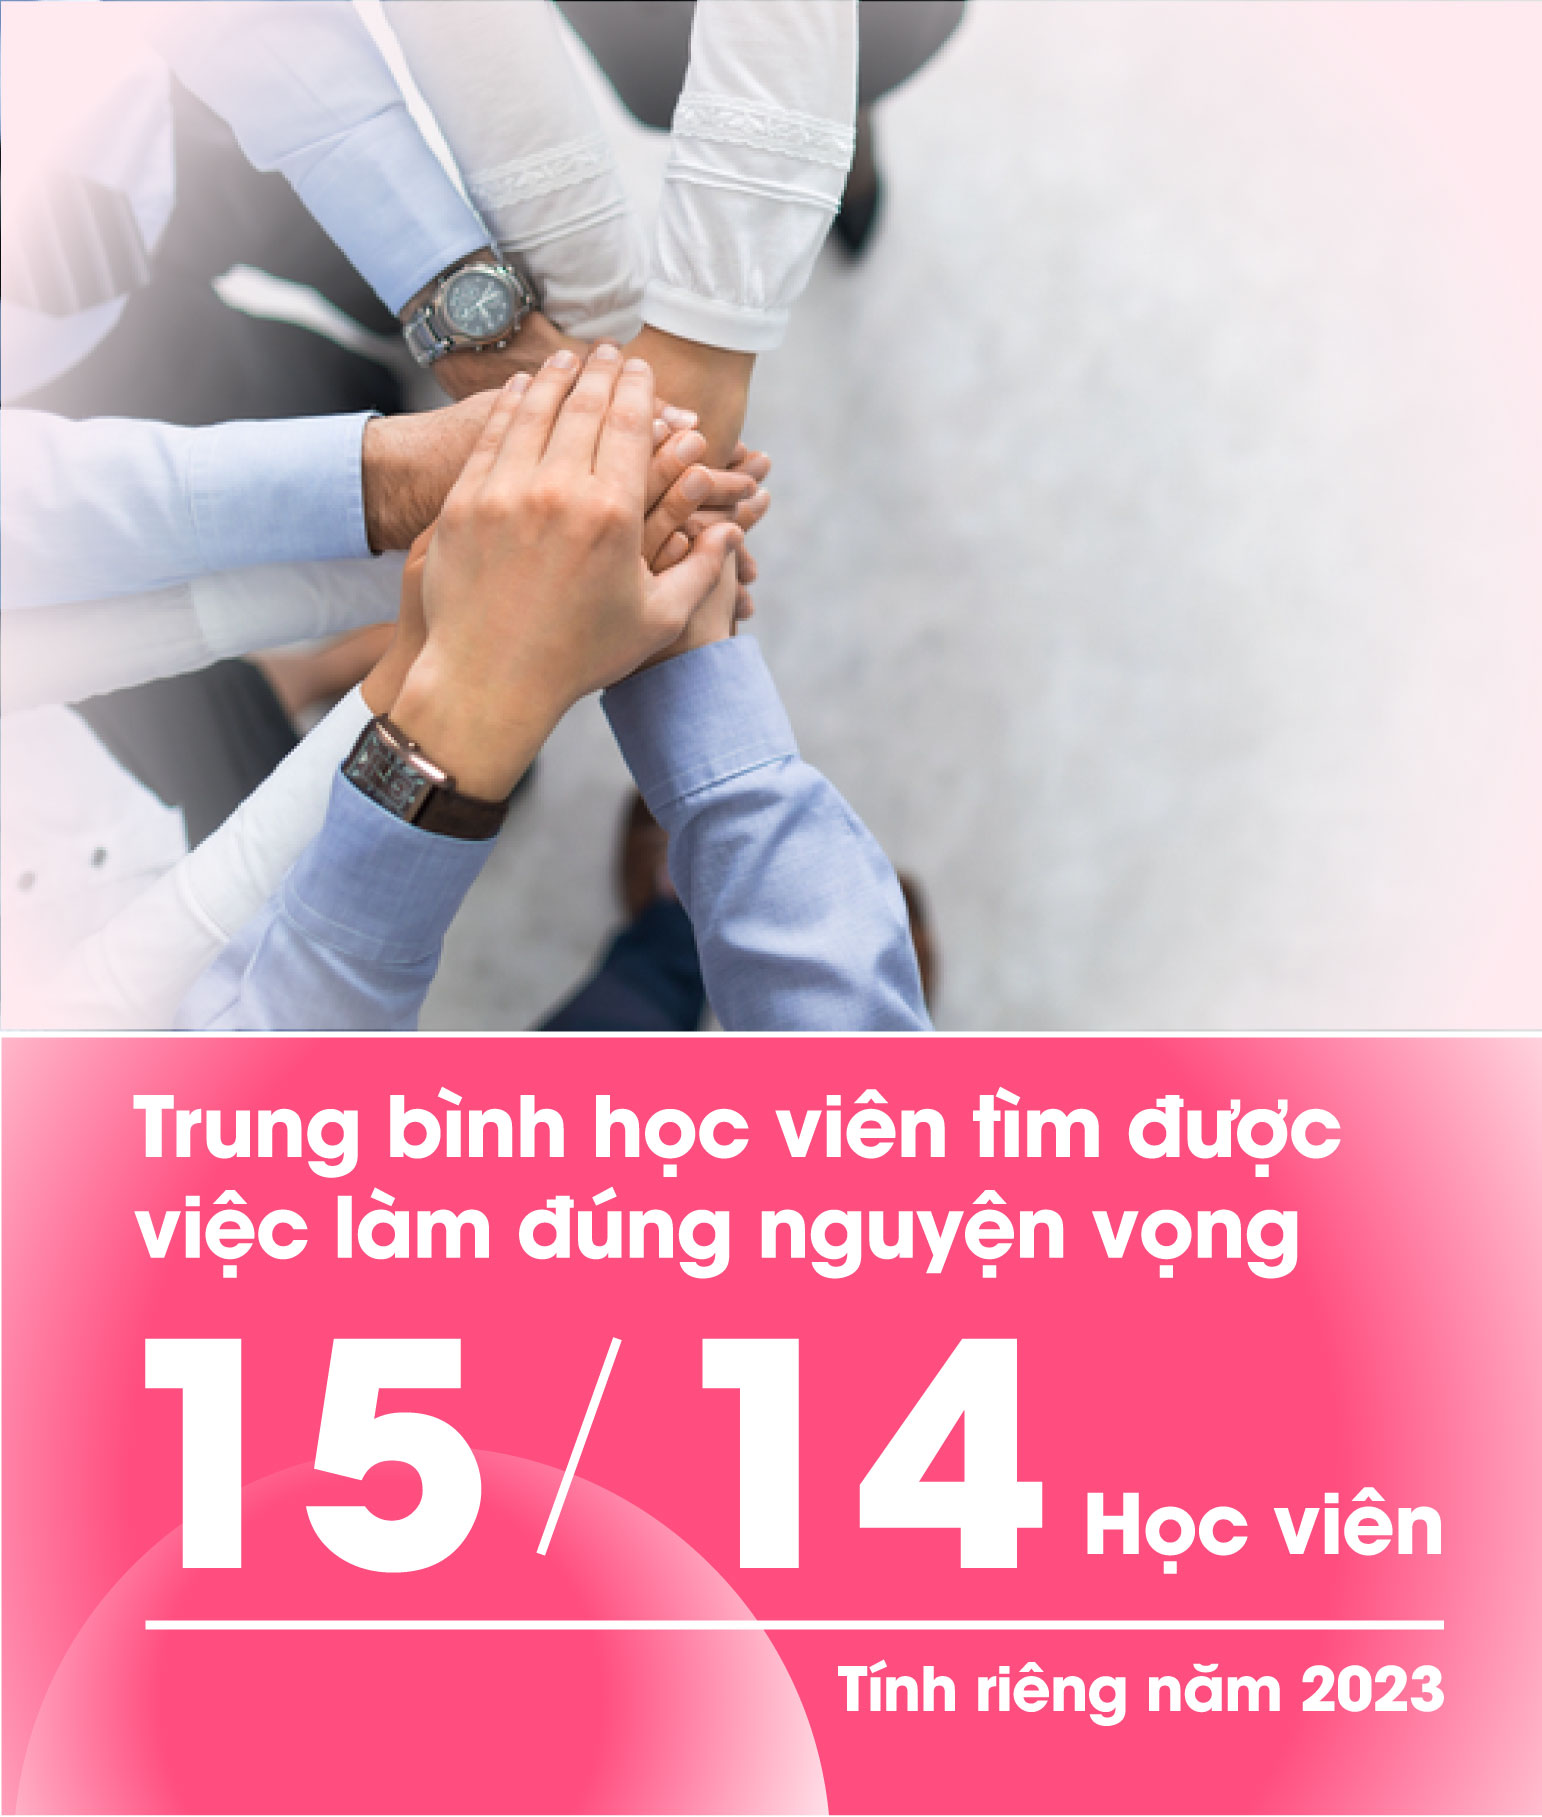 Trung bình học viên tìm được
việc làm đúng nguyện vọng
15/14 Học viên
Tính riêng năm 2023